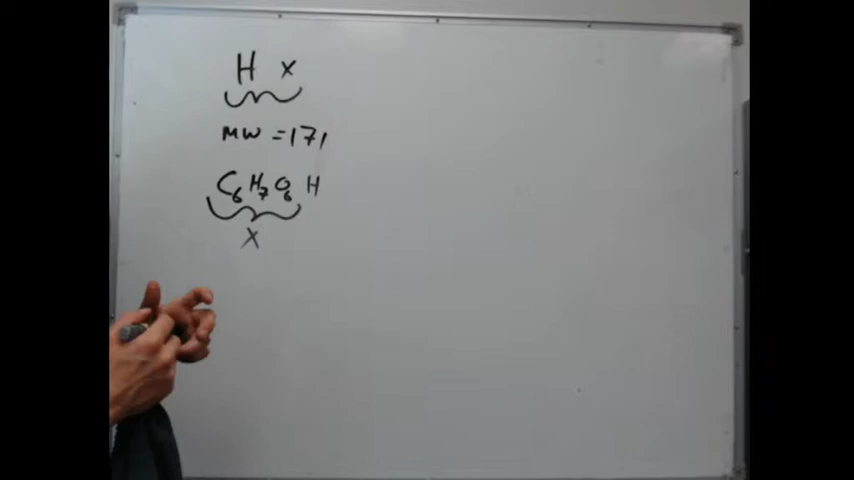 H x
MW = 171
C₆H₇O₆ H
X